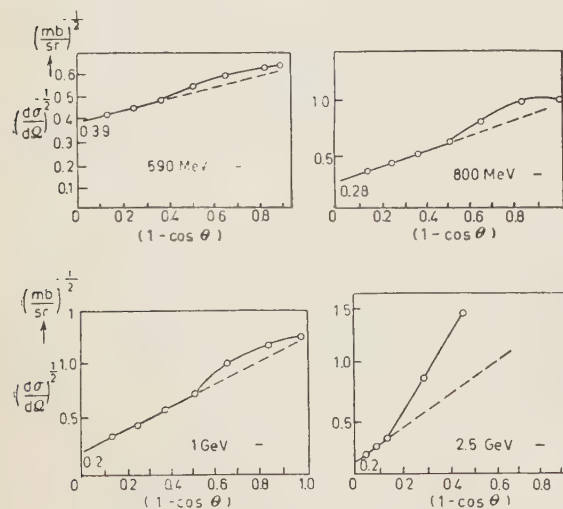 (mb/sr)^-1/2
(dσ/dΩ)^-1/2
0.6
0.5
0.4
0.3
0.2
0.1
0.39
590 MeV
0 0.2 0.4 0.6 0.8
(1-cos θ)
1.0
0.5
0.28
800 MeV
0 0.2 0.4 0.6 0.8
(1-cos θ)
(mb/sr)^-1/2
(dσ/dΩ)^1/2
1
1.0
0.5
0.2
1 GeV
0 0.2 0.4 0.6 0.8 1.0
(1-cos θ)
1.5
1.0
0.5
0.2
2.5 GeV
0 0.2 0.4 0.6 0.8
(1-cos θ)